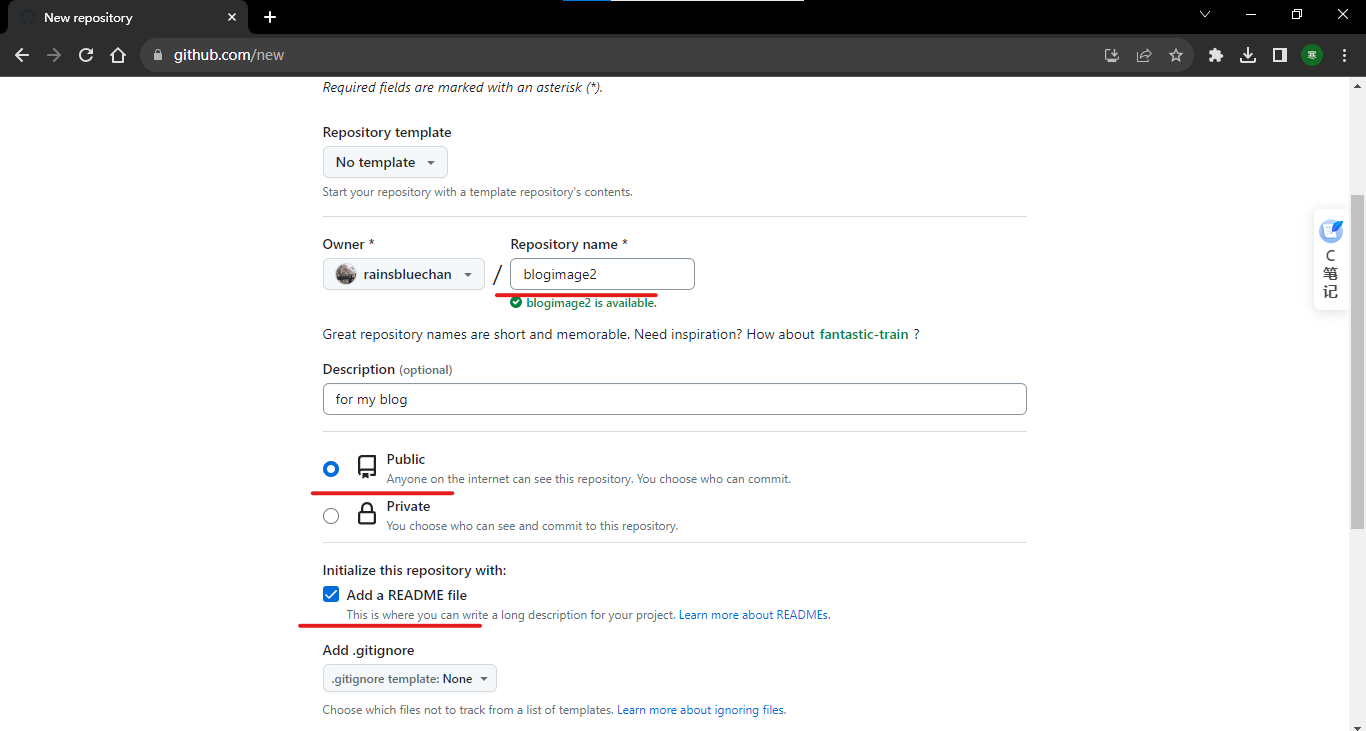 New repository
github.com/new
寒
Required fields are marked with an asterisk (*).
Repository template
No template
Start your repository with a template repository's contents.
Owner *
Repository name *
rainsbluechan
/
blogimage2
blogimage2 is available.
Great repository names are short and memorable. Need inspiration? How about fantastic-train ?
Description (optional)
for my blog
Public
Anyone on the internet can see this repository. You choose who can commit.
Private
You choose who can see and commit to this repository.
Initialize this repository with:
Add a README file
This is where you can write a long description for your project. Learn more about READMEs.
Add .gitignore
.gitignore template: None
Choose which files not to track from a list of templates. Learn more about ignoring files.
C
笔
记